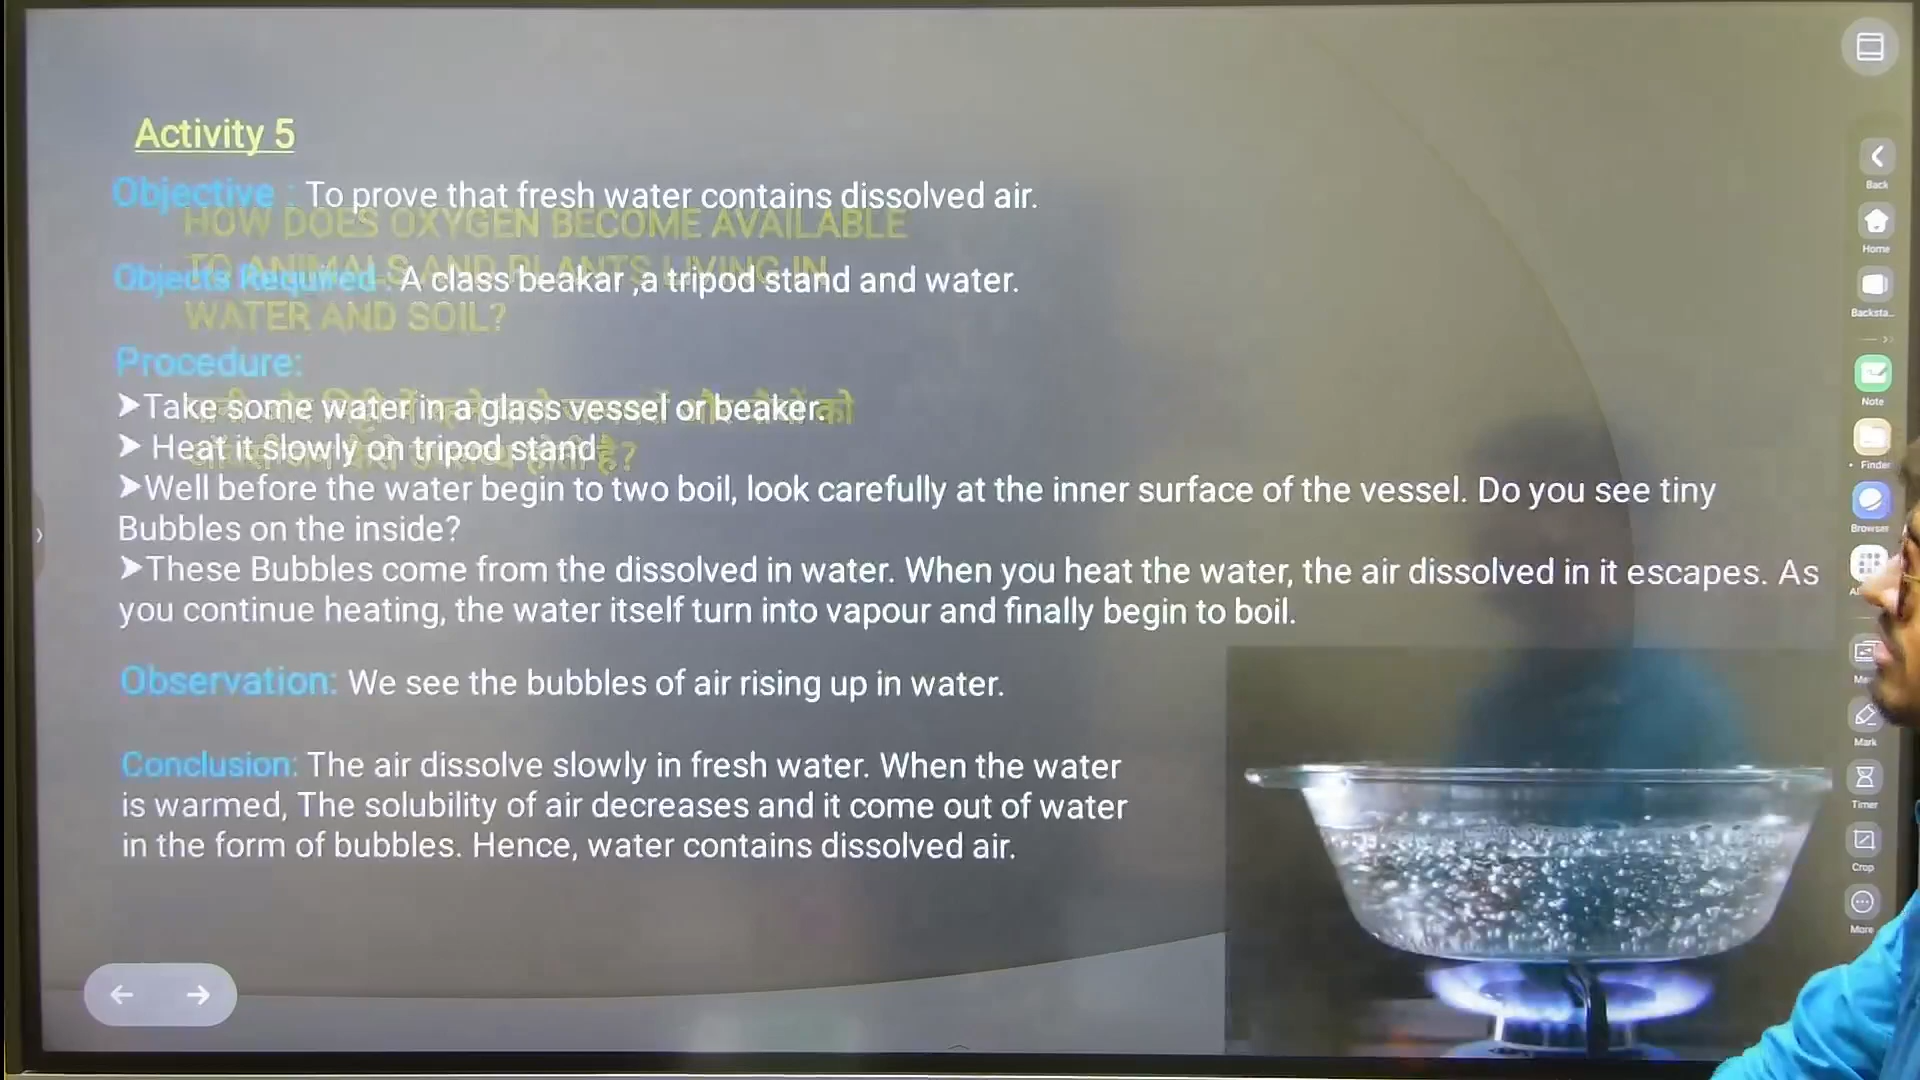 Activity 5
Objective : To prove that fresh water contains dissolved air.
HOW DOES OXYGEN BECOME AVAILABLE
TO ANIMALS AND PLANTS LIVING IN
WATER AND SOIL?
Objects Required : A class beakar ,a tripod stand and water.
Procedure:
➤Take some water in a glass vessel or beaker.
➤ Heat it slowly on tripod stand
है?
➤Well before the water begin to two boil, look carefully at the inner surface of the vessel. Do you see tiny
Bubbles on the inside?
➤These Bubbles come from the dissolved in water. When you heat the water, the air dissolved in it escapes. As
you continue heating, the water itself turn into vapour and finally begin to boil.
Observation: We see the bubbles of air rising up in water.
Conclusion: The air dissolve slowly in fresh water. When the water
is warmed, The solubility of air decreases and it come out of water
in the form of bubbles. Hence, water contains dissolved air.
Back
Home
Backsta...
Note
Finder
Browser
Mark
Timer
Crop
More